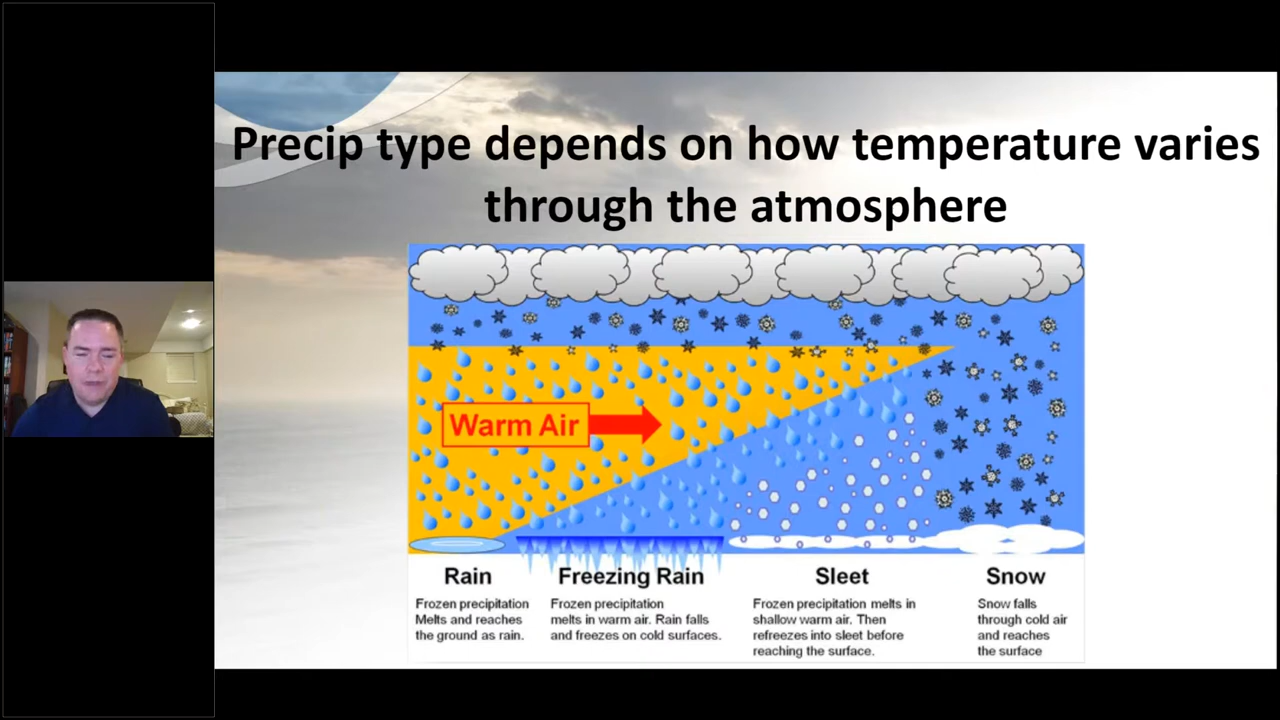 Precip type depends on how temperature varies
through the atmosphere
Warm Air
Rain
Frozen precipitation
Melts and reaches
the ground as rain.
Freezing Rain
Frozen precipitation
melts in warm air. Rain falls
and freezes on cold surfaces.
Sleet
Frozen precipitation melts in
shallow warm air. Then
refreezes into sleet before
reaching the surface.
Snow
Snow falls
through cold air
and reaches
the surface